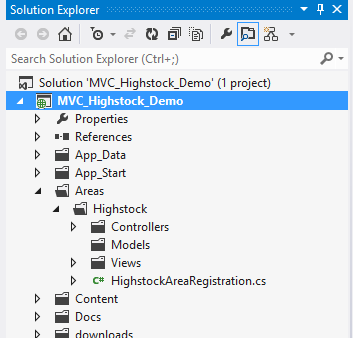 Solution Explorer
Search Solution Explorer (Ctrl+;)
Solution 'MVC_Highstock_Demo' (1 project)
MVC_Highstock_Demo
Properties
References
App_Data
App_Start
Areas
Highstock
Controllers
Models
Views
C# HighstockAreaRegistration.cs
Content
Docs
downloads